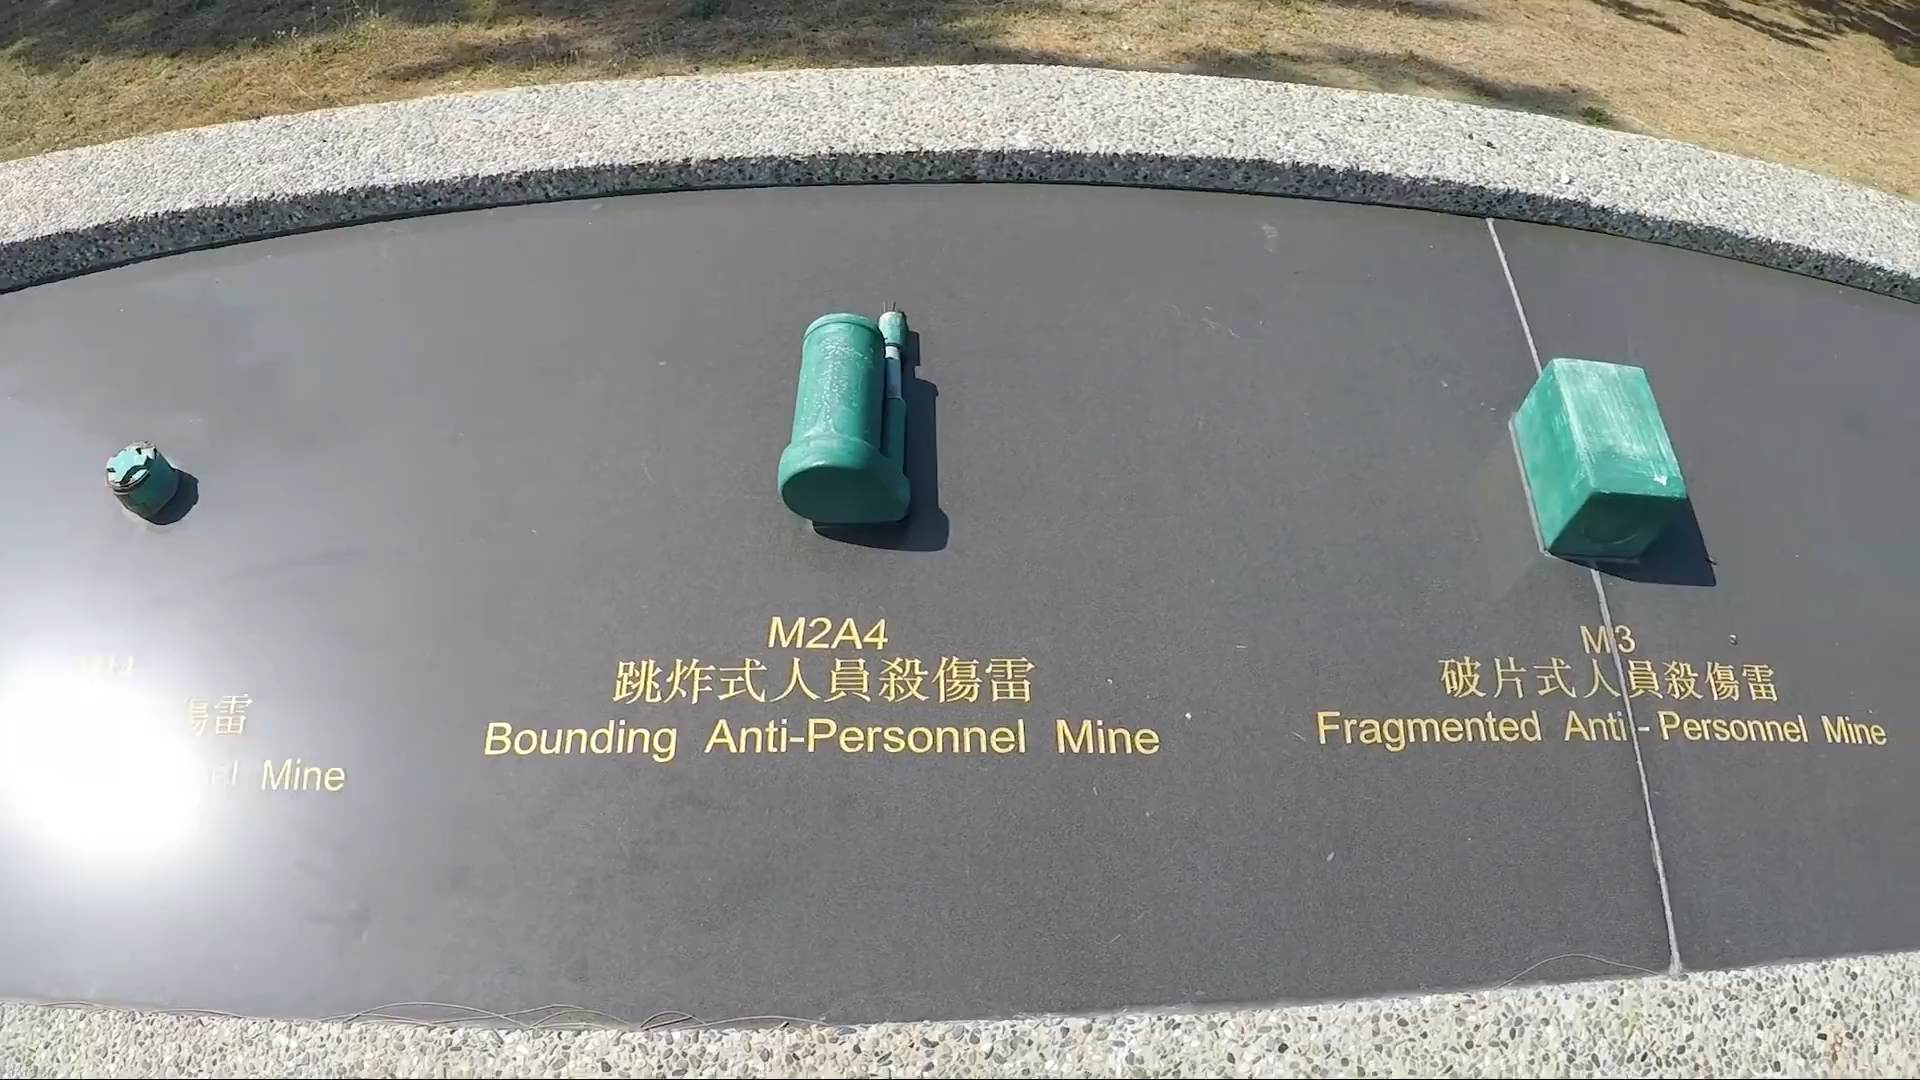 傷雷
Mine
M2A4
跳炸式人員殺傷雷
Bounding Anti-Personnel Mine
M3
破片式人員殺傷雷
Fragmented Anti-Personnel Mine